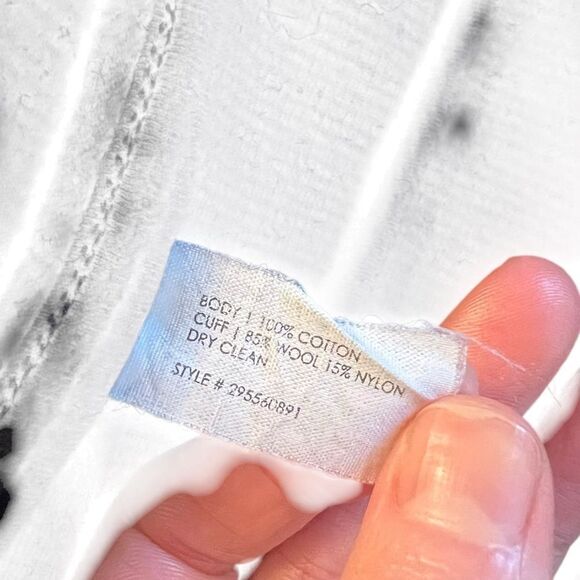 BODY / 100% COTTON
CUFF / 85% WOOL 15% NYLON
DRY CLEAN
STYLE # 295560891